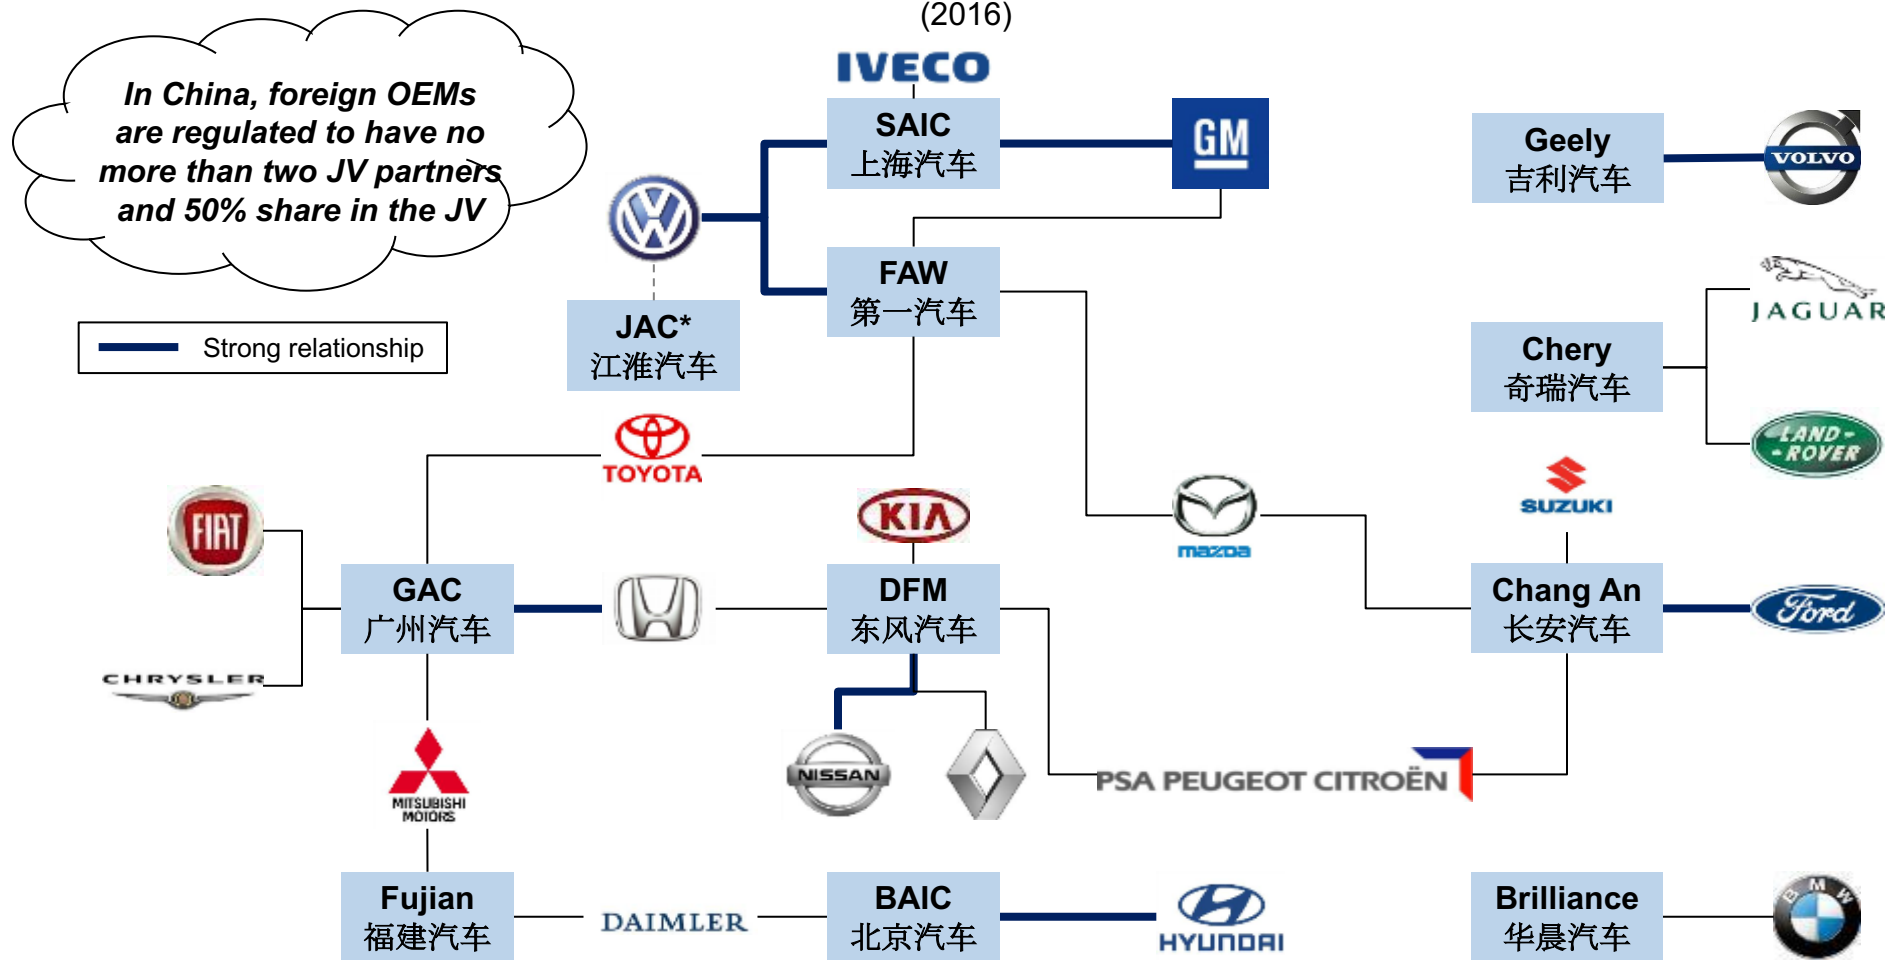 (2016)
In China, foreign OEMs
are regulated to have no
more than two JV partners
and 50% share in the JV
IVECO
SAIC
上海汽车
GM
Geely
吉利汽车
VOLVO
FAW
第一汽车
JAC*
江淮汽车
Strong relationship
JAGUAR
Chery
奇瑞汽车
LAND-
-ROVER
TOYOTA
SUZUKI
FIAT
KIA
mazda
GAC
广州汽车
DFM
东风汽车
Chang An
长安汽车
Ford
CHRYSLER
MITSUBISHI
MOTORS
NISSAN
PSA PEUGEOT CITROËN
Fujian
福建汽车
DAIMLER
BAIC
北京汽车
HYUNDAI
Brilliance
华晨汽车
BMW